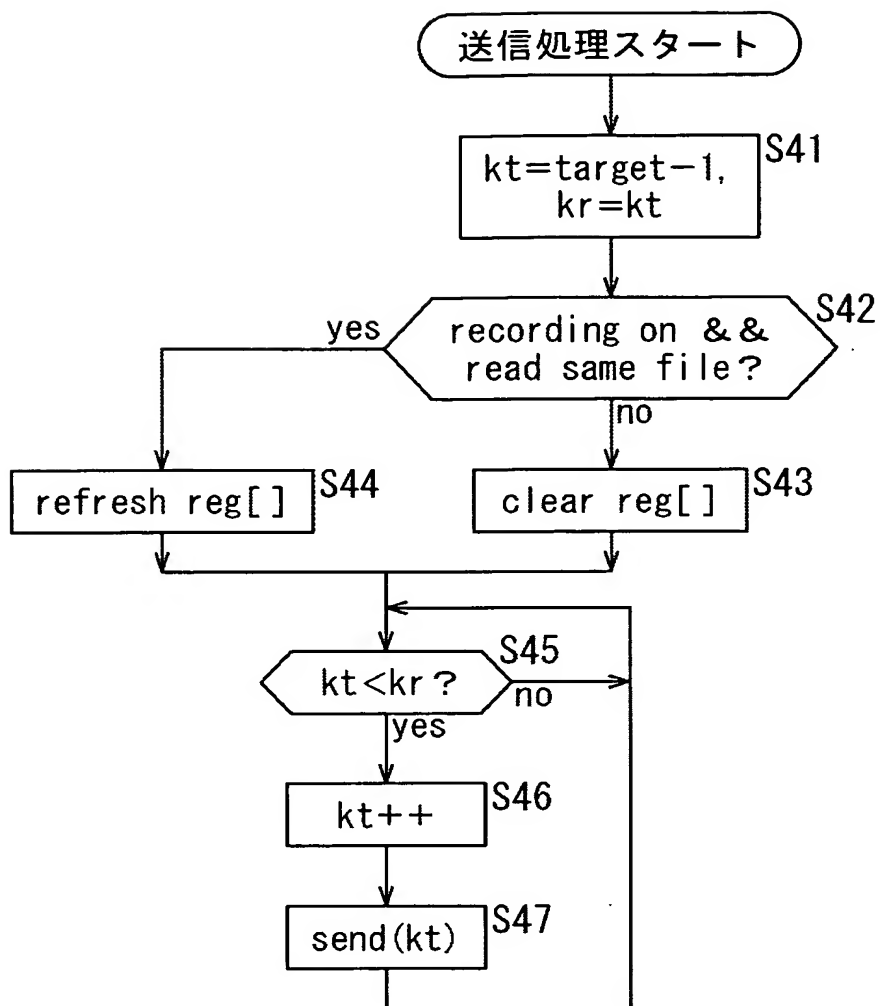 送信処理スタート
S41
kt=target-1,
kr=kt
S42
recording on &&
read same file?
yes
no
S44
refresh reg[]
S43
clear reg[]
S45
kt<kr?
no
yes
S46
kt++
S47
send(kt)